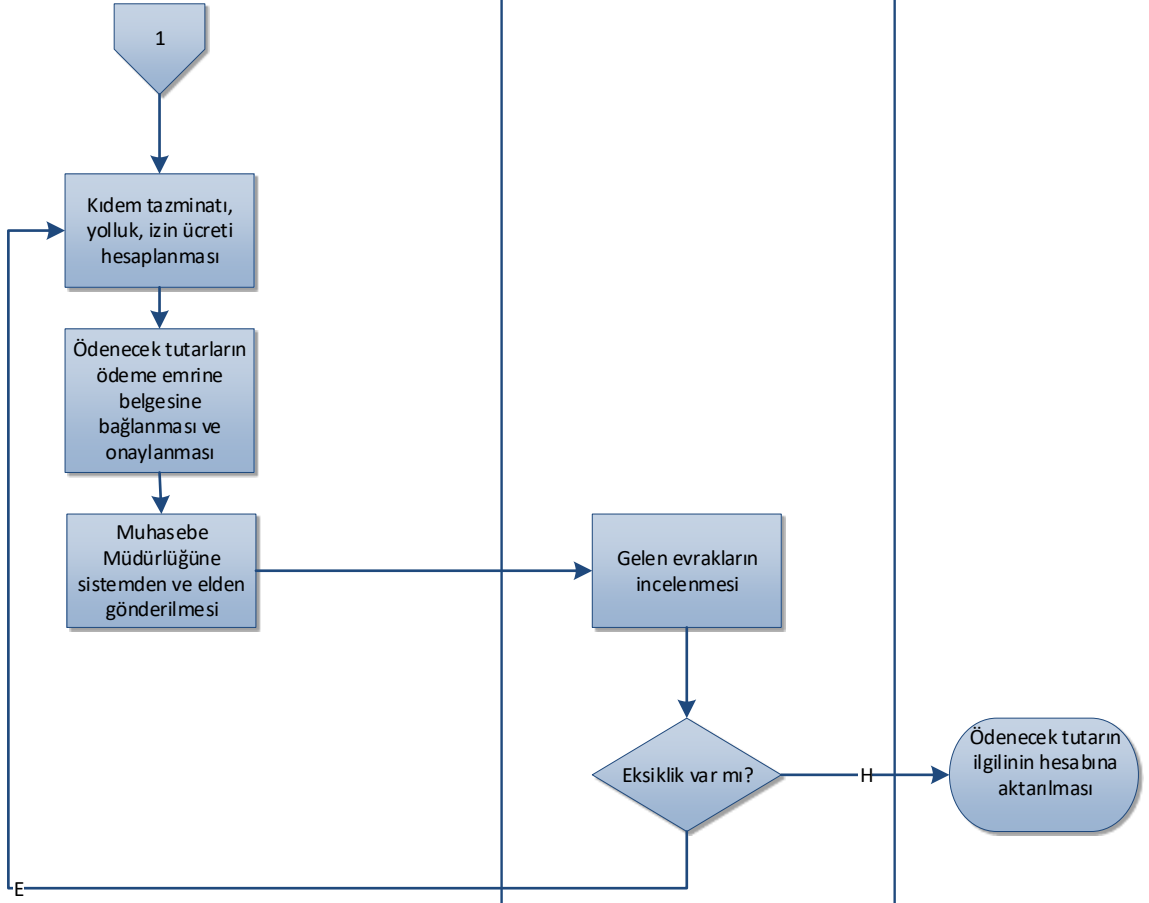 1
Kıdem tazminatı,
yolluk, izin ücreti
hesaplanması
Ödenecek tutarların
ödeme emrine
belgesine
bağlanması ve
onaylanması
Muhasebe
Müdürlüğüne
sistemden ve elden
gönderilmesi
Gelen evrakların
incelenmesi
Eksiklik var mı?
H
Ödenecek tutarın
ilgilinin hesabına
aktarılması
E